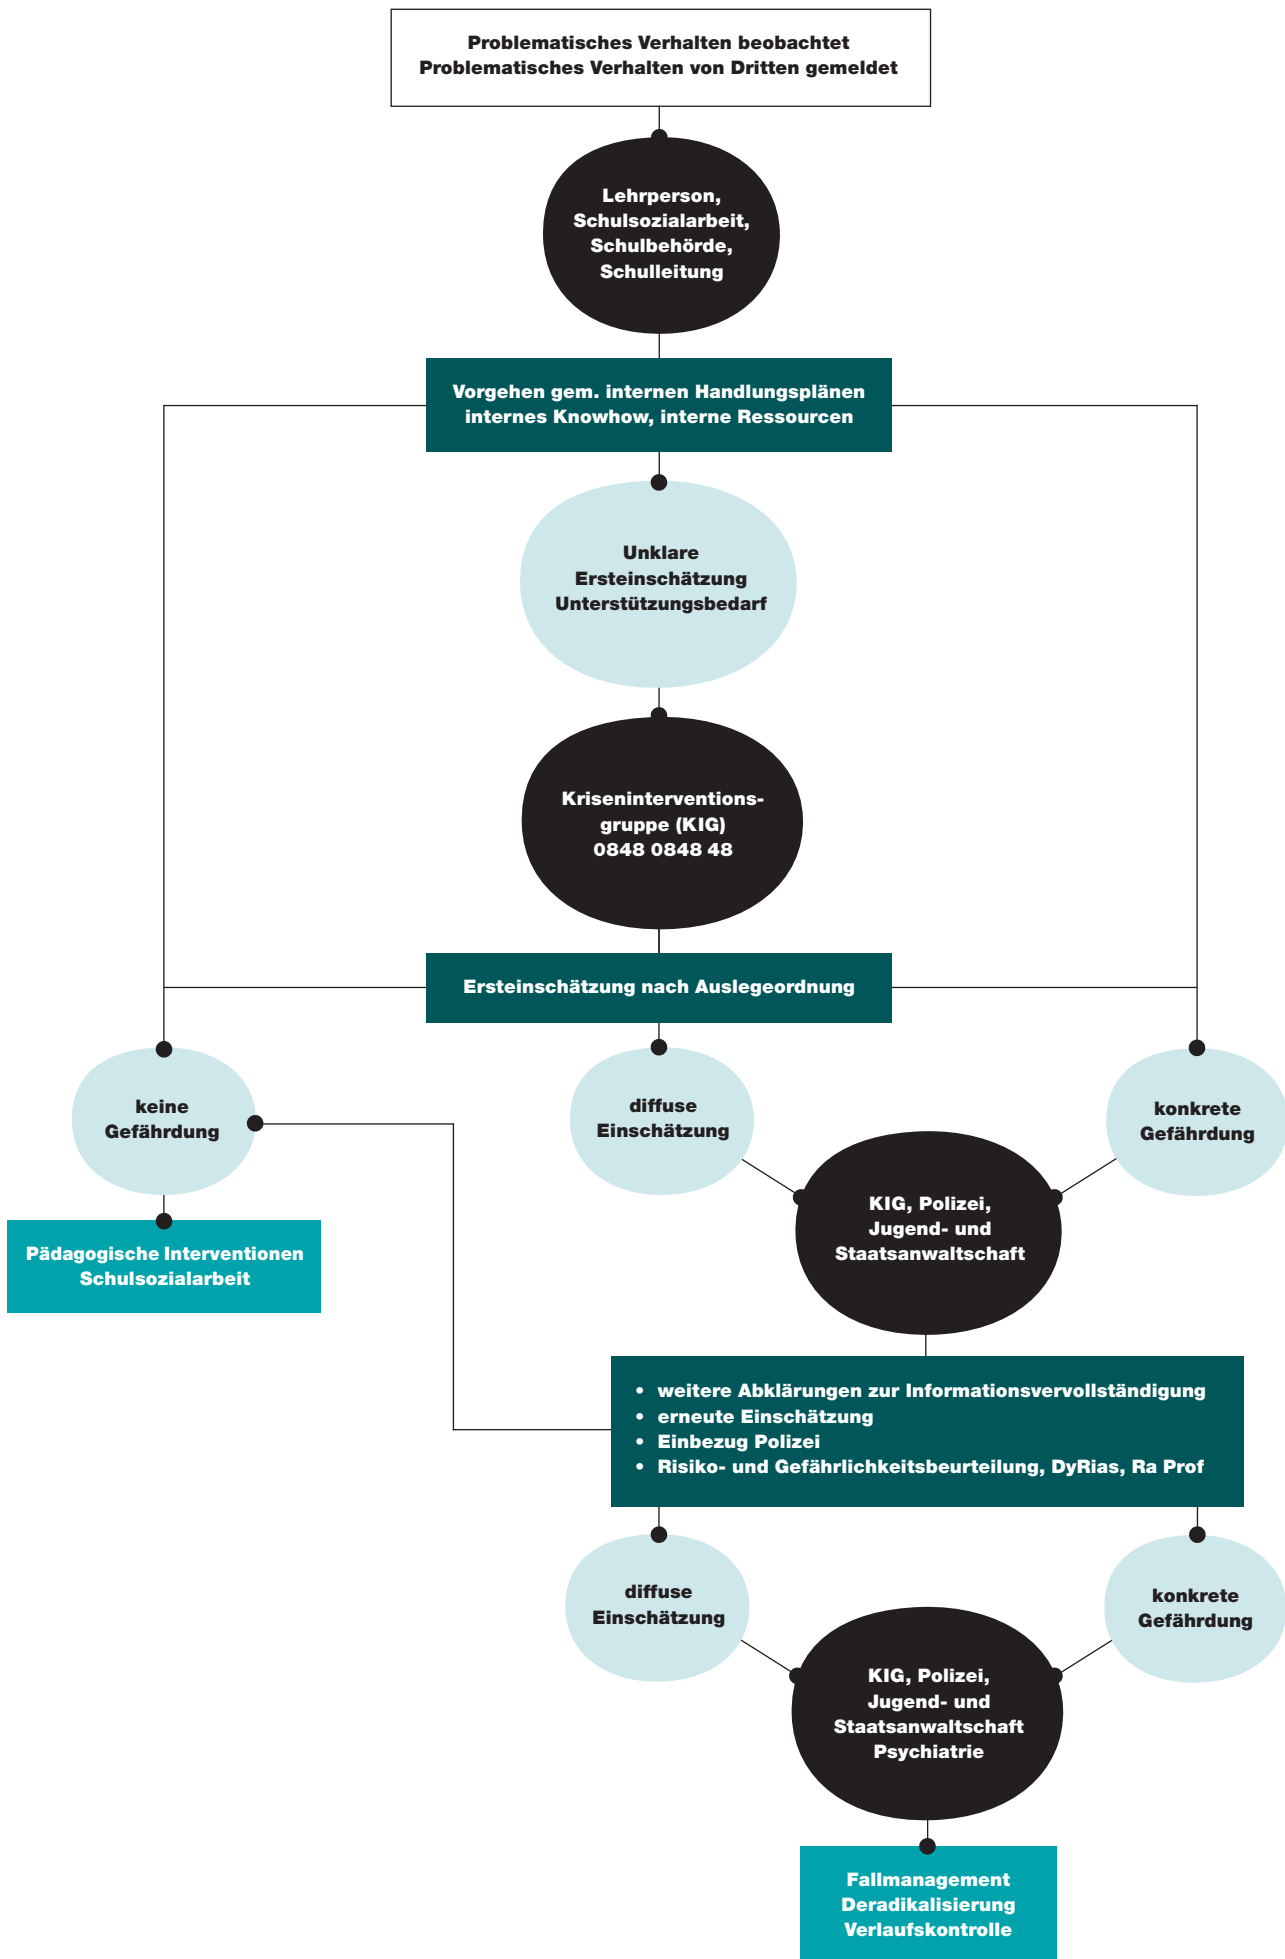 Problematisches Verhalten beobachtet
Problematisches Verhalten von Dritten gemeldet
Lehrperson,
Schulsozialarbeit,
Schulbehörde,
Schulleitung
Vorgehen gem. internen Handlungsplänen
internes Knowhow, interne Ressourcen
Unklare
Ersteinschätzung
Unterstützungsbedarf
Kriseninterventions-
gruppe (KIG)
0848 0848 48
Ersteinschätzung nach Auslegeordnung
keine
Gefährdung
diffuse
Einschätzung
konkrete
Gefährdung
KIG, Polizei,
Jugend- und
Staatsanwaltschaft
Pädagogische Interventionen
Schulsozialarbeit
• weitere Abklärungen zur Informationsvervollständigung
• erneute Einschätzung
• Einbezug Polizei
• Risiko- und Gefährlichkeitsbeurteilung, DyRias, Ra Prof
diffuse
Einschätzung
konkrete
Gefährdung
KIG, Polizei,
Jugend- und
Staatsanwaltschaft
Psychiatrie
Fallmanagement
Deradikalisierung
Verlaufskontrolle